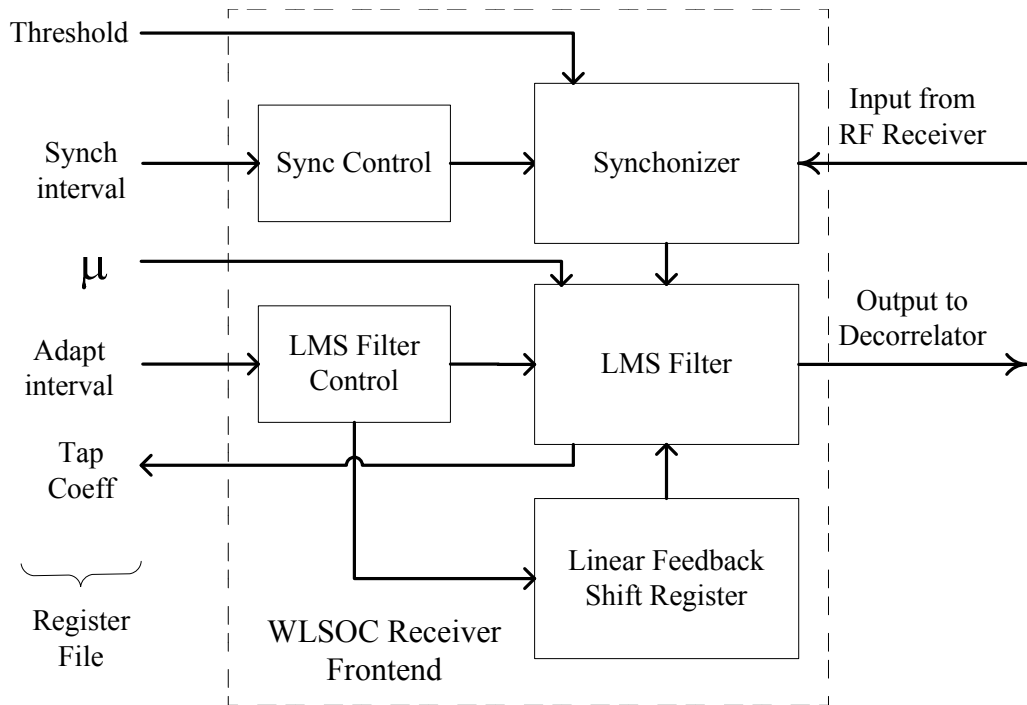 Threshold
Synch
interval
Sync Control
Synchonizer
Input from
RF Receiver
μ
Adapt
interval
LMS Filter
Control
LMS Filter
Output to
Decorrelator
Tap
Coeff
Linear Feedback
Shift Register
Register
File
WLSOC Receiver
Frontend